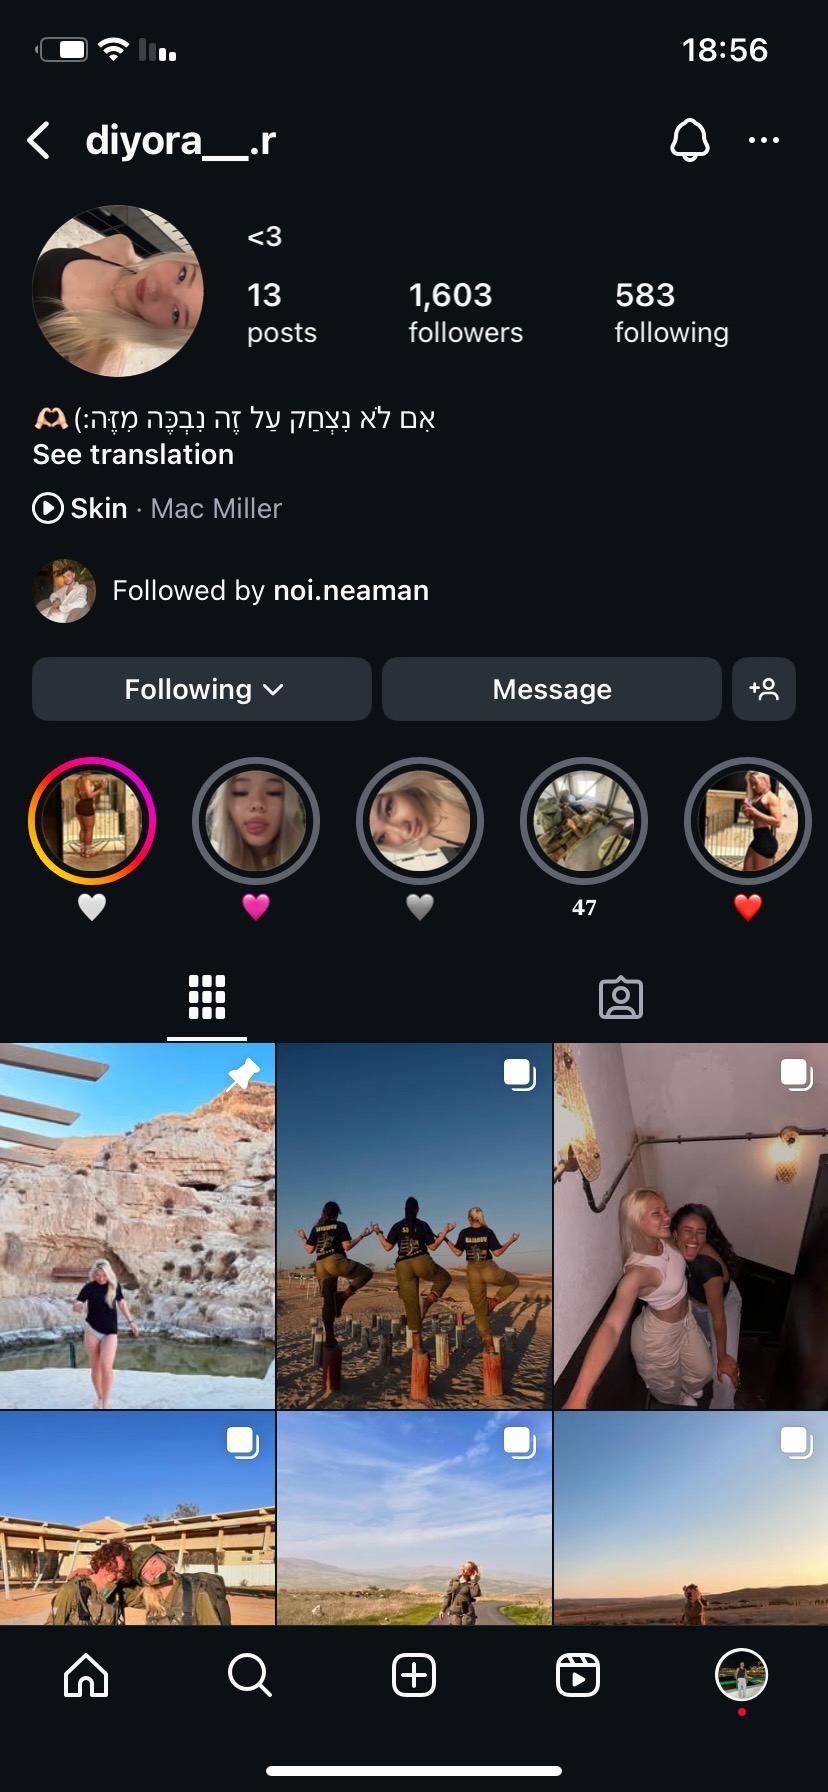 18:56
diyora__.r
<3
13 1,603 583
posts followers following
אִם לֹא נִצְחַק עַל זֶה נִבְכֶּה מִזֶּה:) 🫶🏻
See translation
Skin · Mac Miller
Followed by noi.neaman
Following Message
🤍 🩷 🩶 47 ❤️